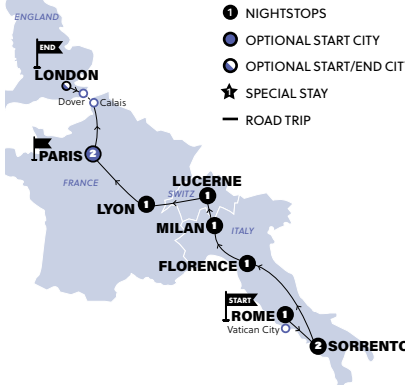 1 NIGHTSTOPS
OPTIONAL START CITY
OPTIONAL START/END CIT
1 SPECIAL STAY
ROAD TRIP
ENGLAND
END
LONDON
Dover
Calais
PARIS 2
FRANCE
LUCERNE
1
SWITZ
LYON 1
MILAN 1
ITALY
FLORENCE 1
START
ROME 1
Vatican City
2 SORRENTO